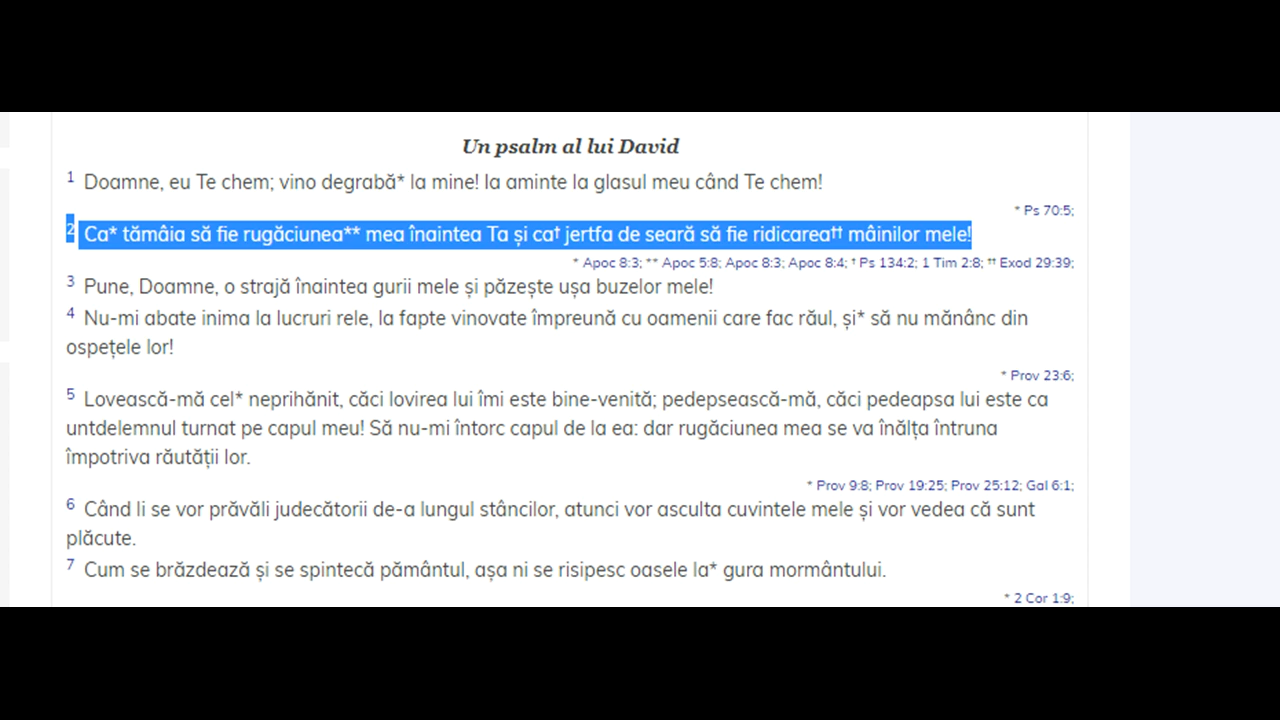 Un psalm al lui David
1 Doamne, eu Te chem; vino degrabă* la mine! Ia aminte la glasul meu când Te chem!
* Ps 70:5;
2 Ca* tămâia să fie rugăciunea** mea înaintea Ta și ca† jertfa de seară să fie ridicarea†† mâinilor mele!
* Apoc 8:3; ** Apoc 5:8; Apoc 8:3; Apoc 8:4; † Ps 134:2; 1 Tim 2:8; †† Exod 29:39;
3 Pune, Doamne, o strajă înaintea gurii mele și păzește ușa buzelor mele!
4 Nu-mi abate inima la lucruri rele, la fapte vinovate împreună cu oamenii care fac răul, și* să nu mănânc din
ospețele lor!
* Prov 23:6;
5 Lovească-mă cel* neprihănit, căci lovirea lui îmi este bine-venită; pedepsească-mă, căci pedeapsa lui este ca
untdelemnul turnat pe capul meu! Să nu-mi întorc capul de la ea: dar rugăciunea mea se va înălța întruna
împotriva răutății lor.
* Prov 9:8; Prov 19:25; Prov 25:12; Gal 6:1;
6 Când li se vor prăvăli judecătorii de-a lungul stâncilor, atunci vor asculta cuvintele mele și vor vedea că sunt
plăcute.
7 Cum se brăzdează și se spintecă pământul, așa ni se risipesc oasele la* gura mormântului.
* 2 Cor 1:9;